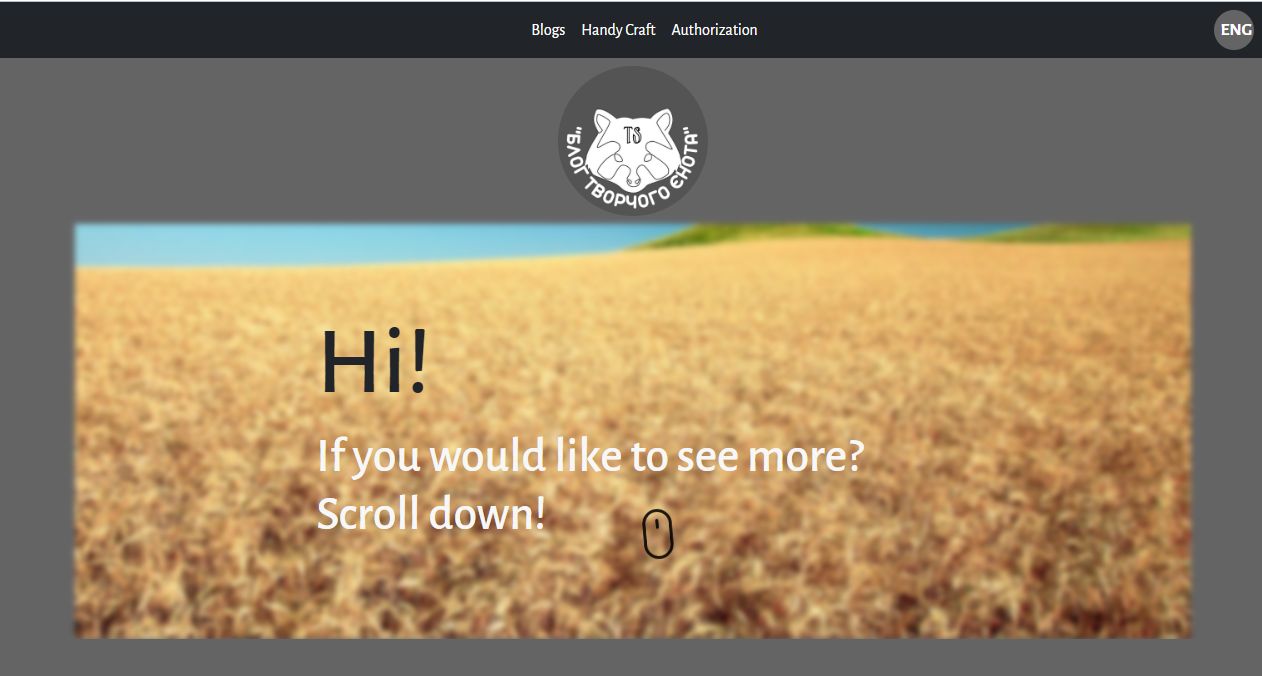 Blogs Handy Craft Authorization ENG
TS
"БЛОГ ТВОРЧОГО ЄНОТА"
Hi!
If you would like to see more?
Scroll down!